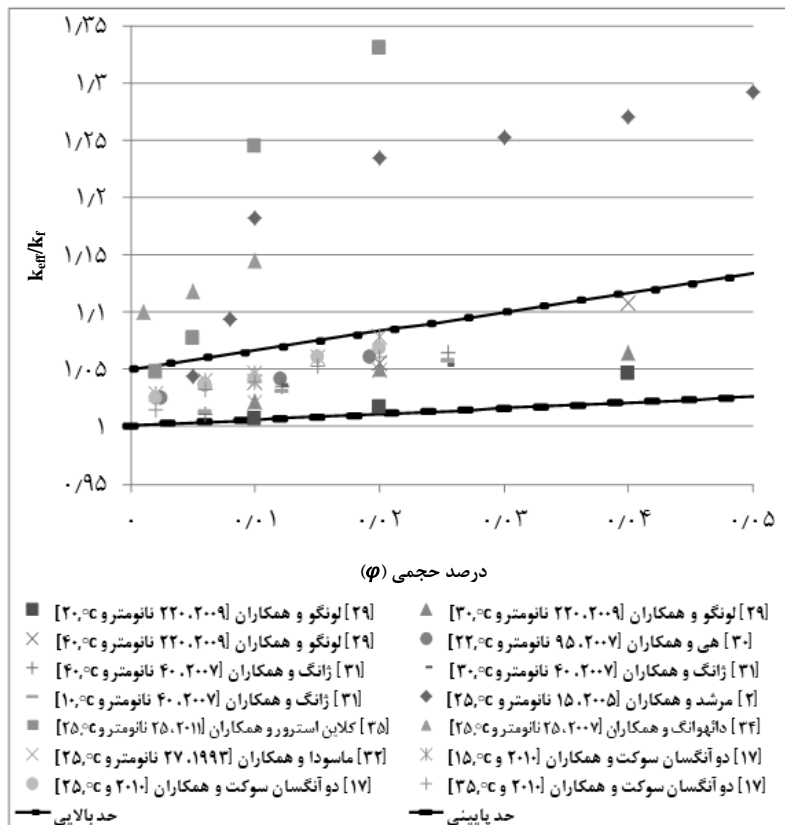 ۱/۳۵
۱/۳
۱/۲۵
۱/۲
۱/۱۵
۱/۱
۱/۰۵
۱
۰/۹۵
k_eff/k_f
۰ ۰/۰۱ ۰/۰۲ ۰/۰۳ ۰/۰۴ ۰/۰۵
درصد حجمی (φ)
[۲۹] لونگو و همکاران [۲۲۰،۲۰۰۹ نانومتر و ۲۰,°c]
[۲۹] لونگو و همکاران [۲۲۰،۲۰۰۹ نانومتر و ۳۰,°c]
[۲۹] لونگو و همکاران [۲۲۰،۲۰۰۹ نانومتر و ۴۰,°c]
[۳۰] هی و همکاران [۹۵،۲۰۰۷ نانومتر و ۲۲,°c]
[۳۱] ژانگ و همکاران [۴۰،۲۰۰۷ نانومتر و ۴۰,°c]
[۳۱] ژانگ و همکاران [۴۰،۲۰۰۷ نانومتر و ۳۰,°c]
[۳۱] ژانگ و همکاران [۴۰،۲۰۰۷ نانومتر و ۱۰,°c]
[۲] مرشد و همکاران [۱۵،۲۰۰۵ نانومتر و ۲۵,°c]
[۳۵] کلاین استرور و همکاران [۲۵،۲۰۱۱ نانومتر و ۲۵,°c]
[۳۴] دائهوانگ و همکاران [۲۵،۲۰۰۷ نانومتر و ۲۵,°c]
[۳۲] ماسودا و همکاران [۲۷،۱۹۹۳ نانومتر و ۲۵,°c]
[۱۷] دوآنگسان سوکت و همکاران [۲۰۱۰ و ۱۵,°c]
[۱۷] دوآنگسان سوکت و همکاران [۲۰۱۰ و ۲۵,°c]
[۱۷] دوآنگسان سوکت و همکاران [۲۰۱۰ و ۳۵,°c]
حد بالایی
حد پایینی